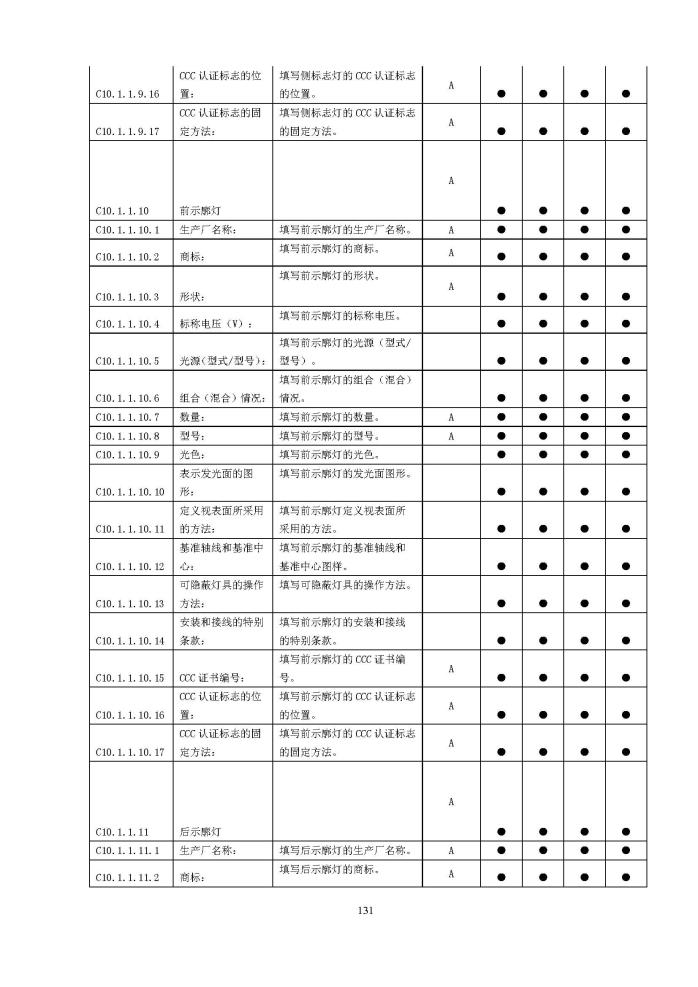 CCC 认证标志的位 填写侧标志灯的 CCC 认证标志
C10.1.1.9.16 置： 的位置。 A ● ● ● ●
CCC 认证标志的固 填写侧标志灯的 CCC 认证标志
C10.1.1.9.17 定方法： 的固定方法。 A ● ● ● ●
C10.1.1.10 前示廓灯 A ● ● ● ●
C10.1.1.10.1 生产厂名称： 填写前示廓灯的生产厂名称。 A ● ● ● ●
C10.1.1.10.2 商标： 填写前示廓灯的商标。 A ● ● ● ●
C10.1.1.10.3 形状： 填写前示廓灯的形状。 A ● ● ● ●
C10.1.1.10.4 标称电压（V）： 填写前示廓灯的标称电压。 ● ● ● ●
填写前示廓灯的光源（型式/
C10.1.1.10.5 光源(型式/型号)： 型号）。 ● ● ● ●
填写前示廓灯的组合（混合）
C10.1.1.10.6 组合（混合）情况： 情况。 ● ● ● ●
C10.1.1.10.7 数量： 填写前示廓灯的数量。 A ● ● ● ●
C10.1.1.10.8 型号： 填写前示廓灯的型号。 A ● ● ● ●
C10.1.1.10.9 光色： 填写前示廓灯的光色。 ● ● ● ●
表示发光面的图 填写前示廓灯的发光面图形。
C10.1.1.10.10 形： ● ● ● ●
定义视表面所采用 填写前示廓灯定义视表面所
C10.1.1.10.11 的方法： 采用的方法。 ● ● ● ●
基准轴线和基准中 填写前示廓灯的基准轴线和
C10.1.1.10.12 心： 基准中心图样。 ● ● ● ●
可隐蔽灯具的操作 填写可隐蔽灯具的操作方法。
C10.1.1.10.13 方法： ● ● ● ●
安装和接线的特别 填写前示廓灯的安装和接线
C10.1.1.10.14 条款： 的特别条款。 ● ● ● ●
填写前示廓灯的 CCC 证书编
C10.1.1.10.15 CCC 证书编号： 号。 A ● ● ● ●
CCC 认证标志的位 填写前示廓灯的 CCC 认证标志
C10.1.1.10.16 置： 的位置。 A ● ● ● ●
CCC 认证标志的固 填写前示廓灯的 CCC 认证标志
C10.1.1.10.17 定方法： 的固定方法。 A ● ● ● ●
C10.1.1.11 后示廓灯 A ● ● ● ●
C10.1.1.11.1 生产厂名称： 填写后示廓灯的生产厂名称。 A ● ● ● ●
C10.1.1.11.2 商标： 填写后示廓灯的商标。 A ● ● ● ●
131